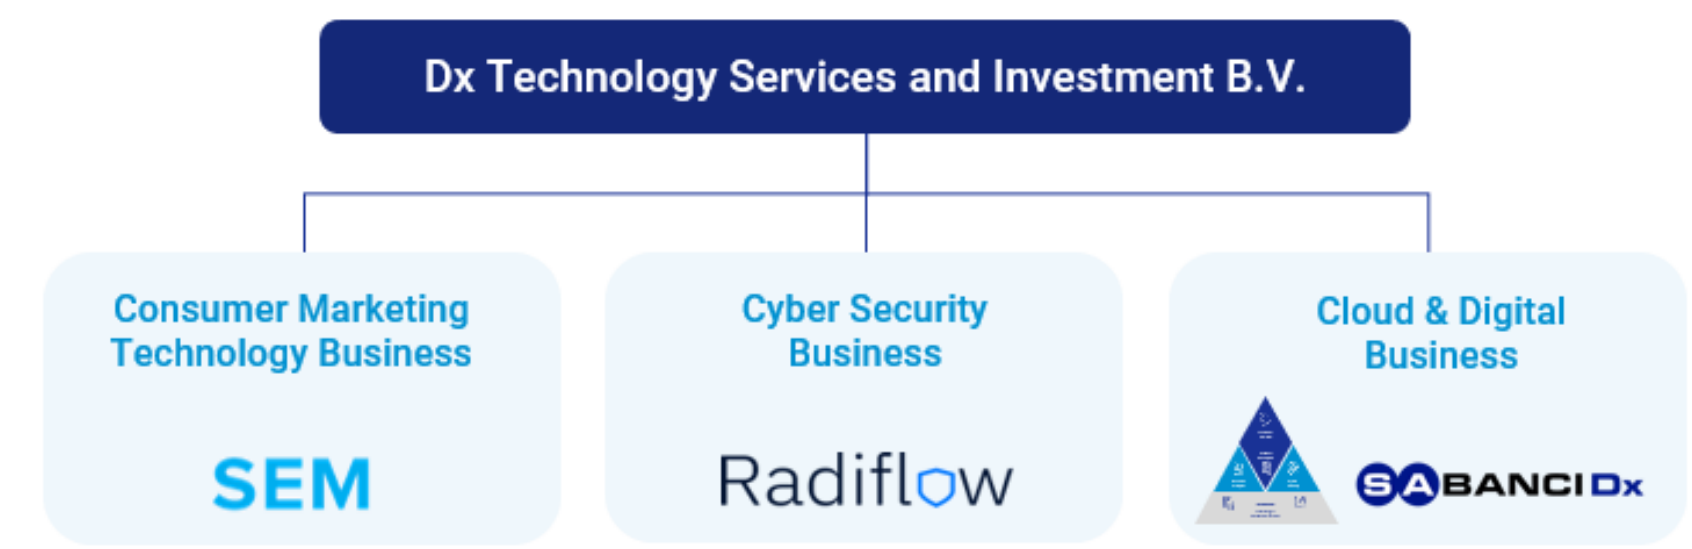 Dx Technology Services and Investment B.V.
Consumer Marketing
Technology Business
SEM
Cyber Security
Business
Radiflow
Cloud & Digital
Business
SABANCI Dx